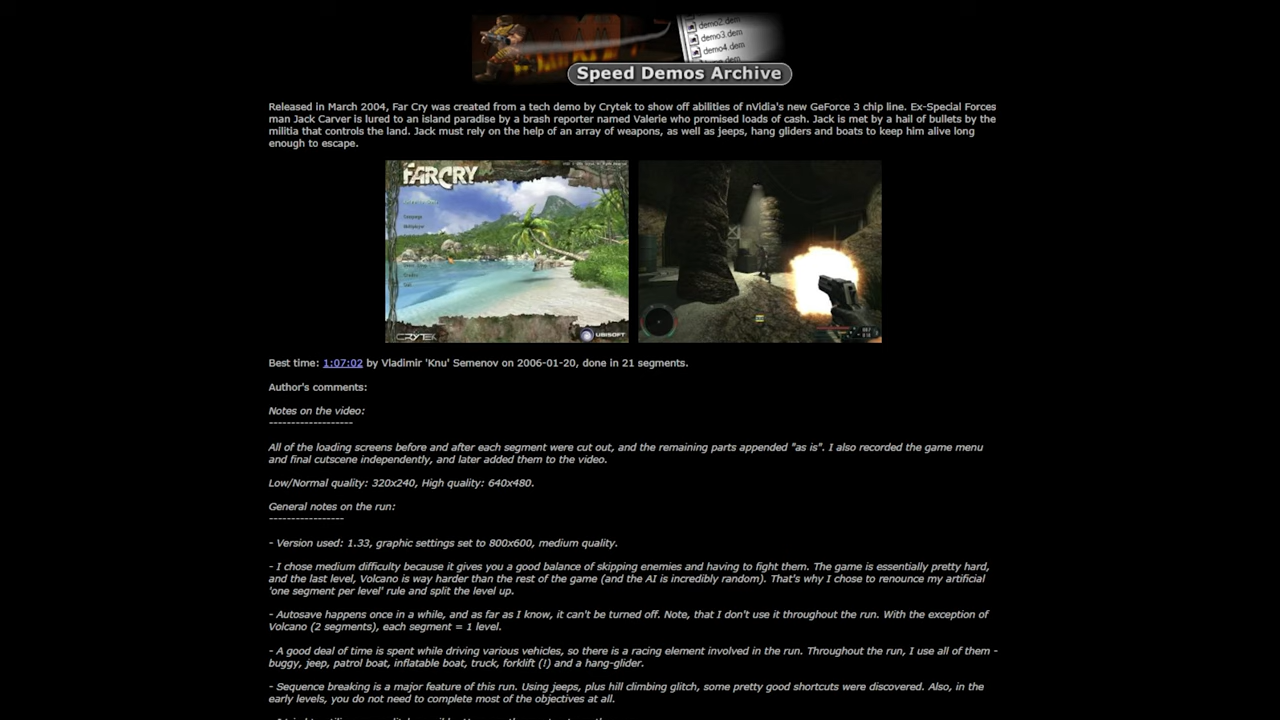 demo2.dem
demo3.dem
demo4.dem
Speed Demos Archive
Released in March 2004, Far Cry was created from a tech demo by Crytek to show off abilities of nVidia's new GeForce 3 chip line. Ex-Special Forces
man Jack Carver is lured to an island paradise by a brash reporter named Valerie who promised loads of cash. Jack is met by a hail of bullets by the
militia that controls the land. Jack must rely on the help of an array of weapons, as well as jeeps, hang gliders and boats to keep him alive long
enough to escape.
FARCRY
Campaign
Multiplayer
CRYTEK
UBISOFT
Best time: 1:07:02 by Vladimir 'Knu' Semenov on 2006-01-20, done in 21 segments.
Author's comments:
Notes on the video:
-------------------
All of the loading screens before and after each segment were cut out, and the remaining parts appended "as is". I also recorded the game menu
and final cutscene independently, and later added them to the video.
Low/Normal quality: 320x240, High quality: 640x480.
General notes on the run:
-----------------
- Version used: 1.33, graphic settings set to 800x600, medium quality.
- I chose medium difficulty because it gives you a good balance of skipping enemies and having to fight them. The game is essentially pretty hard,
and the last level, Volcano is way harder than the rest of the game (and the AI is incredibly random). That's why I chose to renounce my artificial
'one segment per level' rule and split the level up.
- Autosave happens once in a while, and as far as I know, it can't be turned off. Note, that I don't use it throughout the run. With the exception of
Volcano (2 segments), each segment = 1 level.
- A good deal of time is spent while driving various vehicles, so there is a racing element involved in the run. Throughout the run, I use all of them -
buggy, jeep, patrol boat, inflatable boat, truck, forklift (!) and a hang-glider.
- Sequence breaking is a major feature of this run. Using jeeps, plus hill climbing glitch, some pretty good shortcuts were discovered. Also, in the
early levels, you do not need to complete most of the objectives at all.